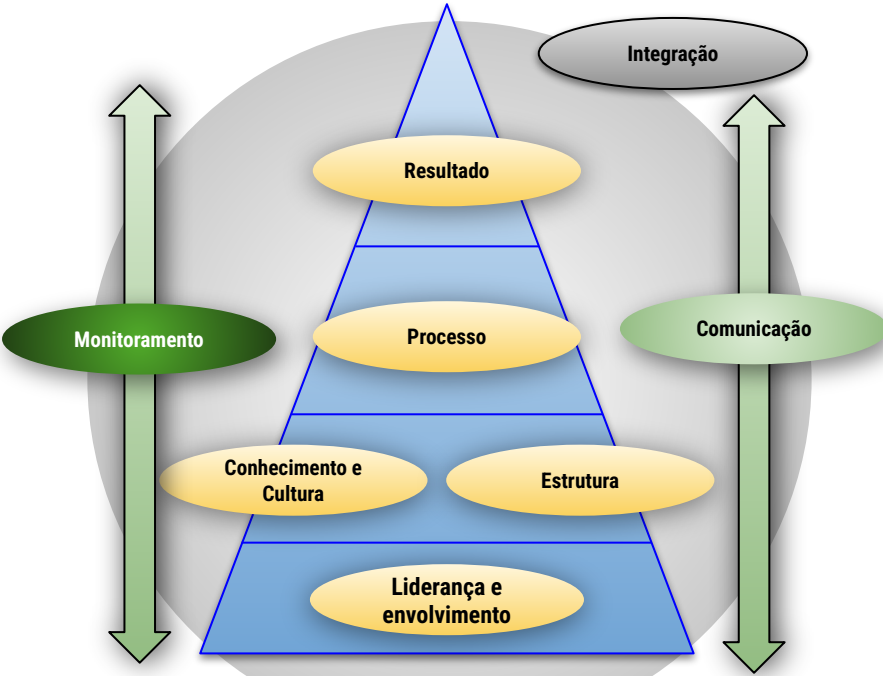 Integração
Resultado
Monitoramento
Processo
Comunicação
Conhecimento e
Cultura
Estrutura
Liderança e
envolvimento